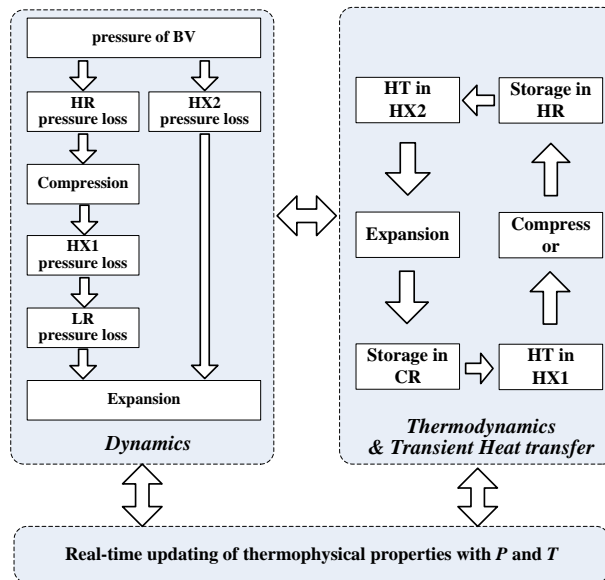 pressure of BV
HR
pressure loss
HX2
pressure loss
Compression
HX1
pressure loss
LR
pressure loss
Expansion
Dynamics
HT in
HX2
Storage in
HR
Expansion
Compress
or
Storage in
CR
HT in
HX1
Thermodynamics
& Transient Heat transfer
Real-time updating of thermophysical properties with P and T